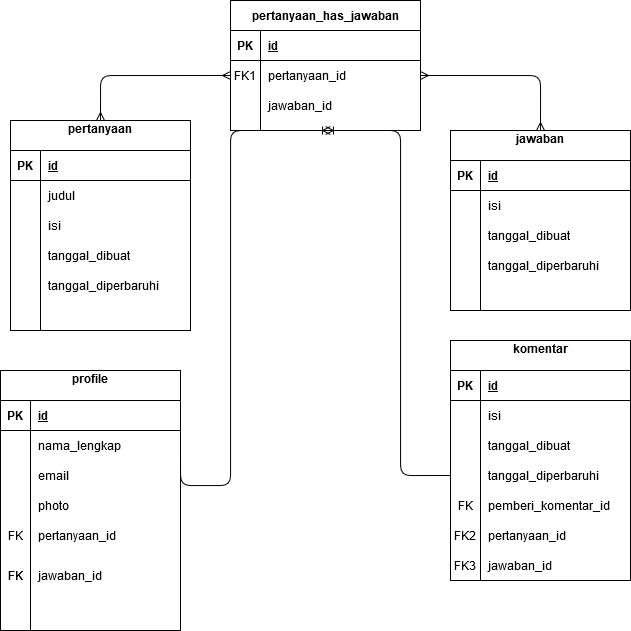 pertanyaan_has_jawaban
PK id
FK1 pertanyaan_id
jawaban_id
pertanyaan
PK id
judul
isi
tanggal_dibuat
tanggal_diperbaruhi
jawaban
PK id
isi
tanggal_dibuat
tanggal_diperbaruhi
profile
PK id
nama_lengkap
email
photo
FK pertanyaan_id
FK jawaban_id
komentar
PK id
isi
tanggal_dibuat
tanggal_diperbaruhi
FK pemberi_komentar_id
FK2 pertanyaan_id
FK3 jawaban_id